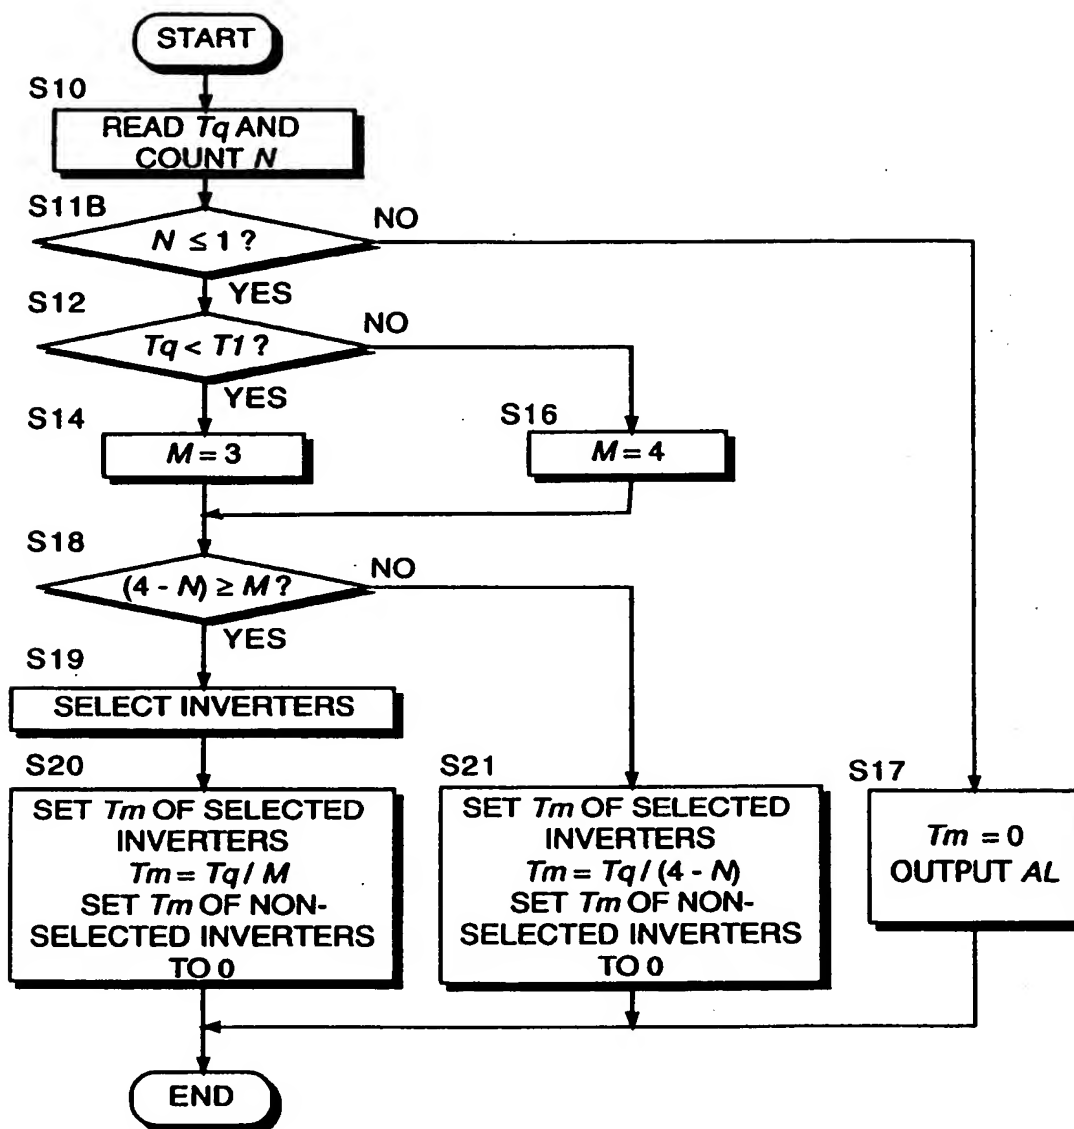 START
S10
READ Tq AND
COUNT N
S11B
N ≤ 1 ?
NO
YES
S12
Tq < T1 ?
NO
YES
S14
M = 3
S16
M = 4
S18
(4 - N) ≥ M ?
NO
YES
S19
SELECT INVERTERS
S20
SET Tm OF SELECTED
INVERTERS
Tm = Tq / M
SET Tm OF NON-
SELECTED INVERTERS
TO 0
S21
SET Tm OF SELECTED
INVERTERS
Tm = Tq / (4 - N)
SET Tm OF NON-
SELECTED INVERTERS
TO 0
S17
Tm = 0
OUTPUT AL
END